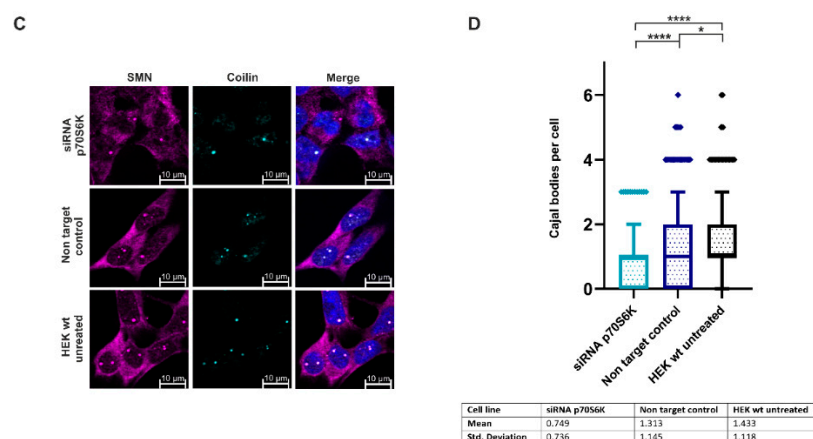 C
SMN Coilin Merge
siRNA
p70S6K
10 µm 10 µm 10 µm
Non target
control
10 µm 10 µm 10 µm
HEK wt
untreated
10 µm 10 µm 10 µm
D
****
**** *
Cajal bodies per cell
6
4
2
0
siRNA p70S6K
Non target control
HEK wt untreated
Cell line siRNA p70S6K Non target control HEK wt untreated
Mean 0.749 1.313 1.433
Std. Deviation 0.736 1.145 1.118